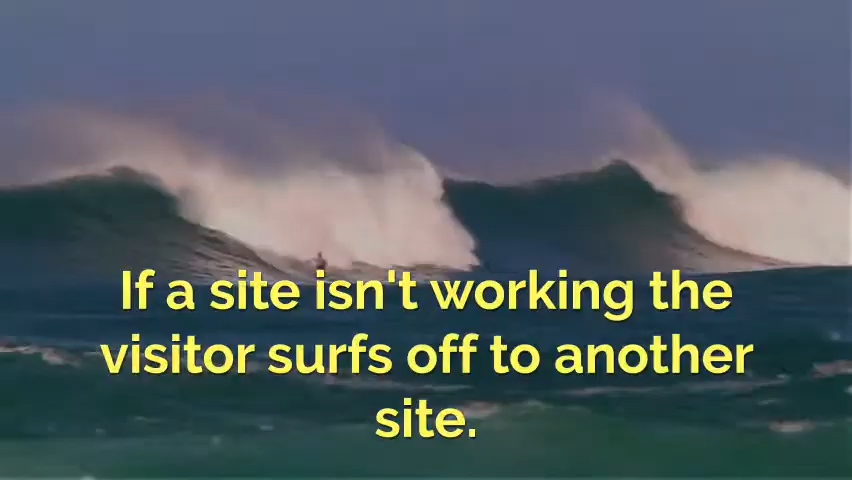 If a site isn't working the
visitor surfs off to another
site.